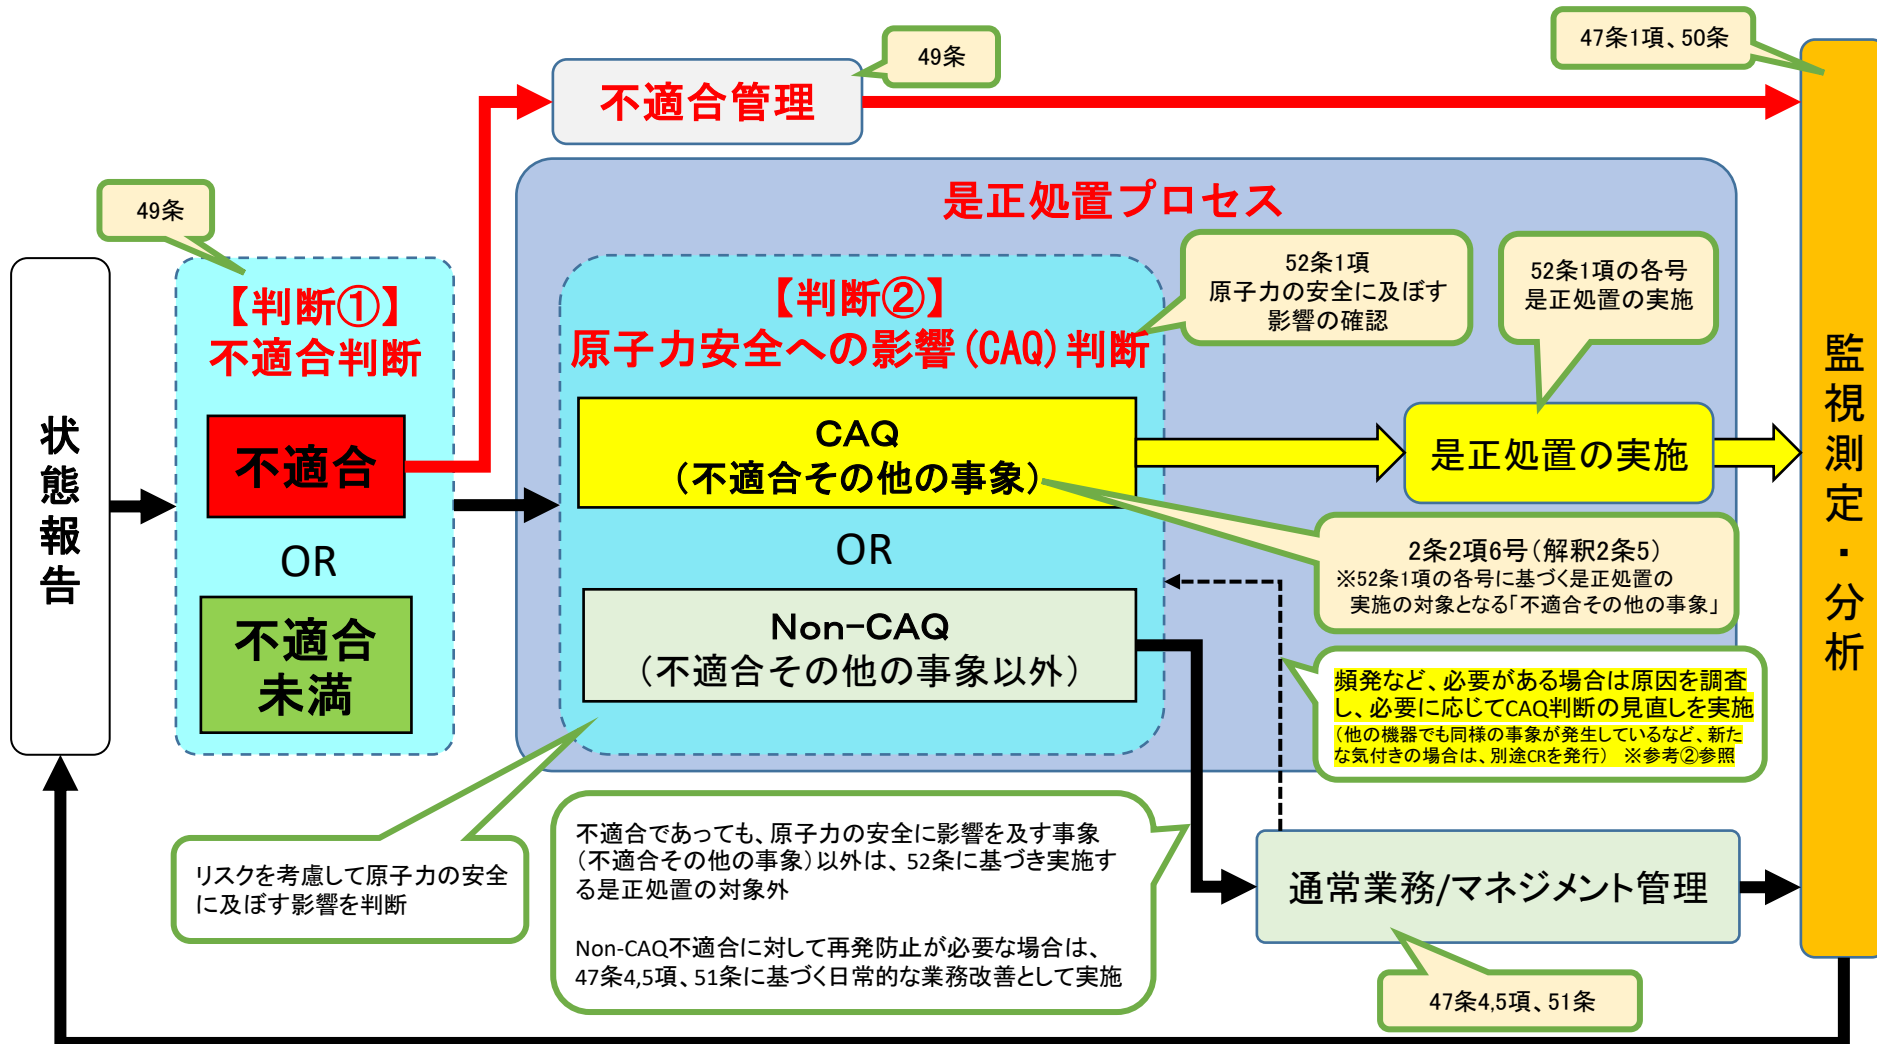 47条1項、50条
49条
不適合管理
是正処置プロセス
49条
52条1項
原子力の安全に及ぼす
影響の確認
52条1項の各号
是正処置の実施
【判断①】
不適合判断
【判断②】
原子力安全への影響(CAQ)判断
状態報告
不適合
OR
不適合
未満
CAQ
(不適合その他の事象)
OR
Non-CAQ
(不適合その他の事象以外)
是正処置の実施
監視測定・分析
2条2項6号(解釈2条5)
※52条1項の各号に基づく是正処置の
実施の対象となる「不適合その他の事象」
頻発など、必要がある場合は原因を調査
し、必要に応じてCAQ判断の見直しを実施
(他の機器でも同様の事象が発生しているなど、新た
な気付きの場合は、別途CRを発行) ※参考②参照
リスクを考慮して原子力の安全
に及ぼす影響を判断
不適合であっても、原子力の安全に影響を及す事象
(不適合その他の事象)以外は、52条に基づき実施す
る是正処置の対象外
Non-CAQ不適合に対して再発防止が必要な場合は、
47条4,5項、51条に基づく日常的な業務改善として実施
通常業務/マネジメント管理
47条4,5項、51条